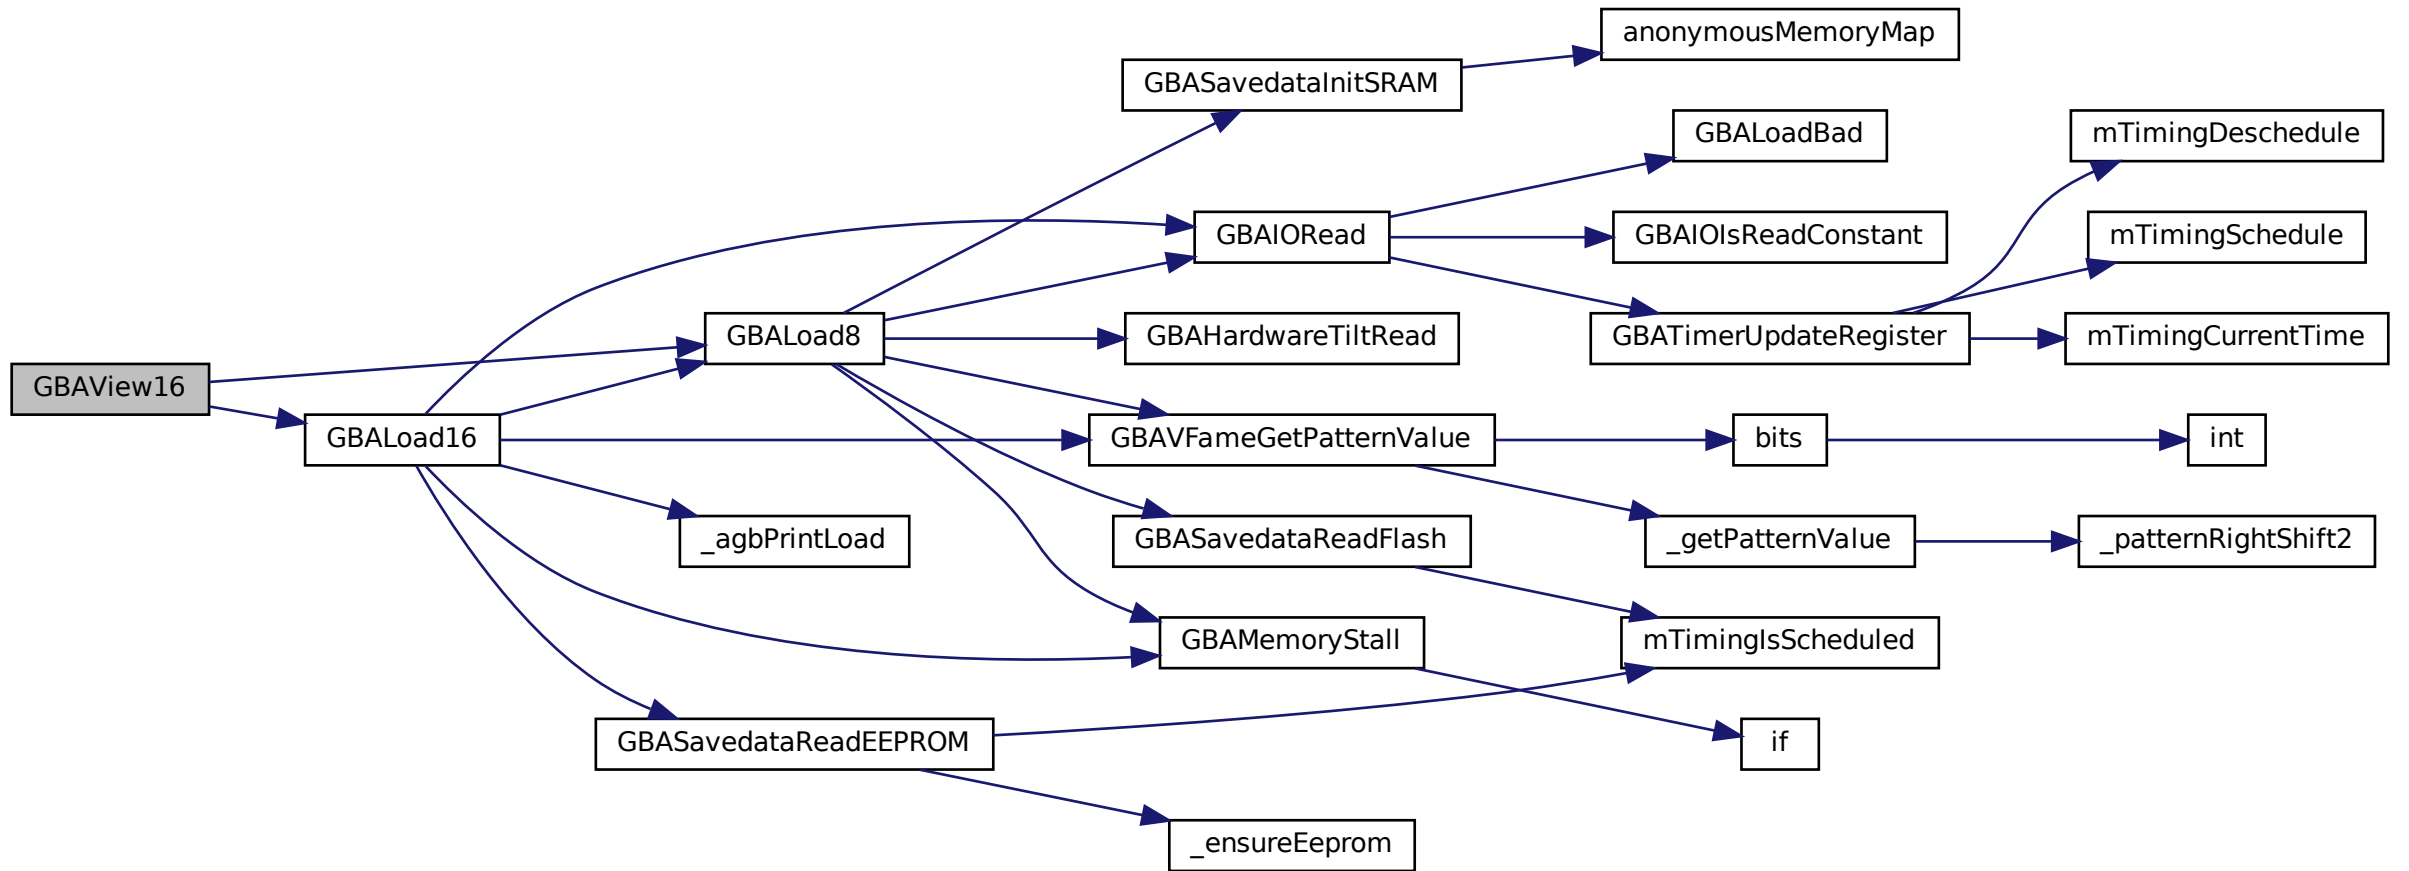 anonymousMemoryMap
GBASavedataInitSRAM
GBALoadBad
mTimingDeschedule
GBAIORead
GBAIOIsReadConstant
mTimingSchedule
GBALoad8
GBAHardwareTiltRead
GBATimerUpdateRegister
mTimingCurrentTime
GBAView16
GBALoad16
GBAVFameGetPatternValue
bits
int
_agbPrintLoad
GBASavedataReadFlash
_getPatternValue
_patternRightShift2
GBAMemoryStall
mTimingIsScheduled
GBASavedataReadEEPROM
if
_ensureEeprom